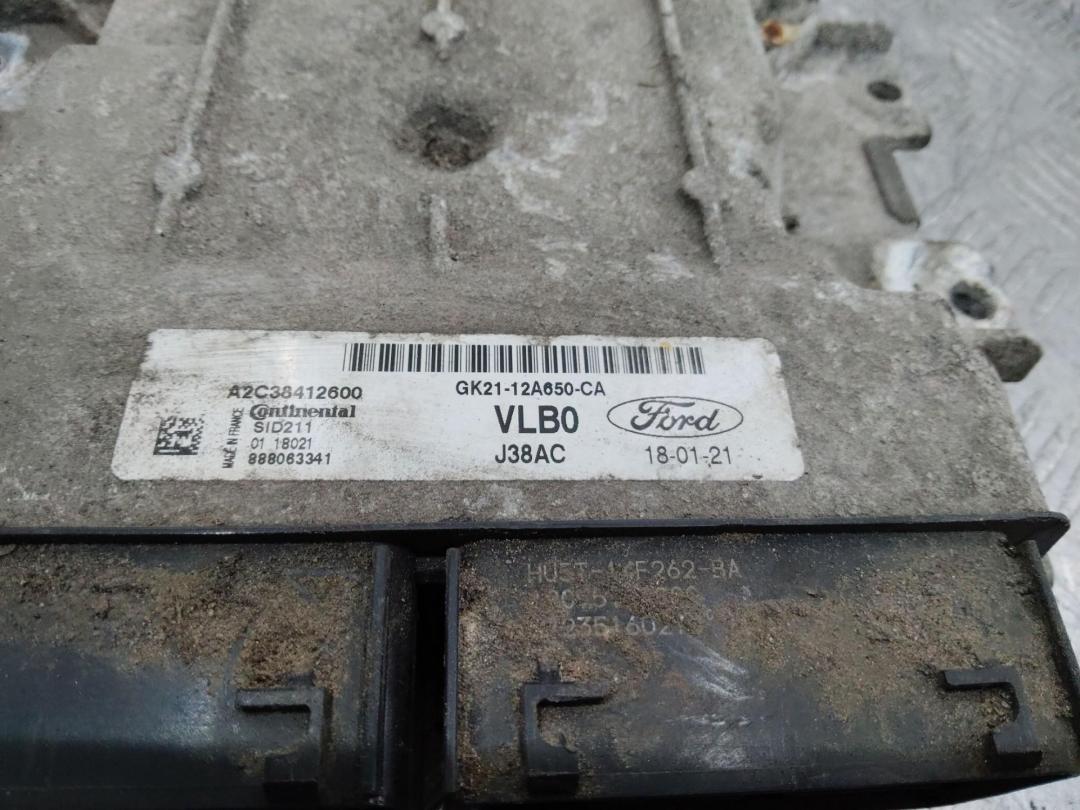 A2C38412600
Continental
SID211
01 18021
888063341
MADE IN FRANCE
GK21-12A650-CA
VLB0
Ford
J38AC
18-01-21